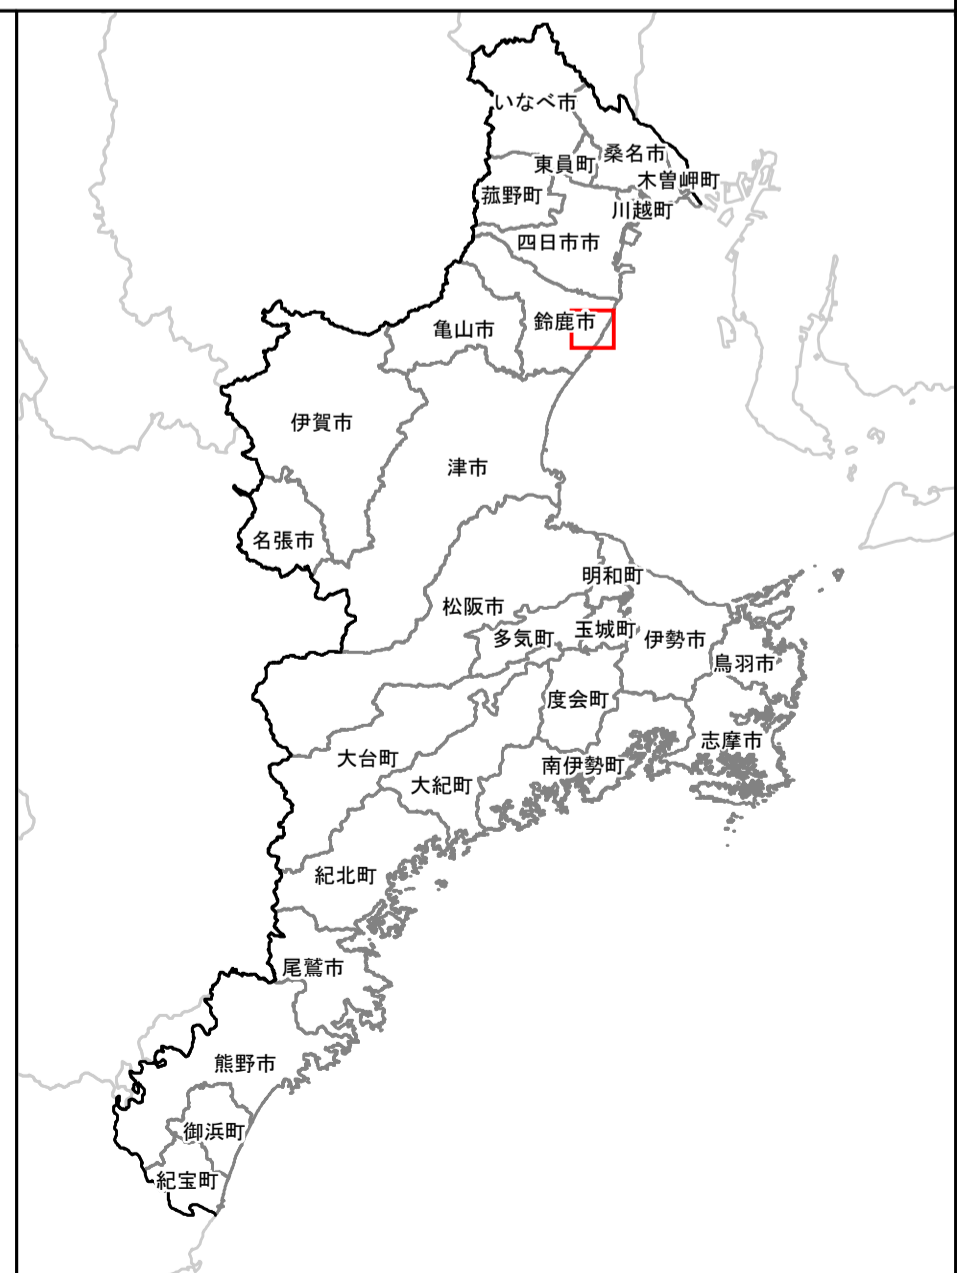 いなべ市
東員町
桑名市
木曽岬町
菰野町
川越町
四日市市
鈴鹿市
亀山市
伊賀市
津市
名張市
明和町
松阪市
多気町
玉城町
伊勢市
鳥羽市
度会町
志摩市
大台町
南伊勢町
大紀町
紀北町
尾鷲市
熊野市
御浜町
紀宝町